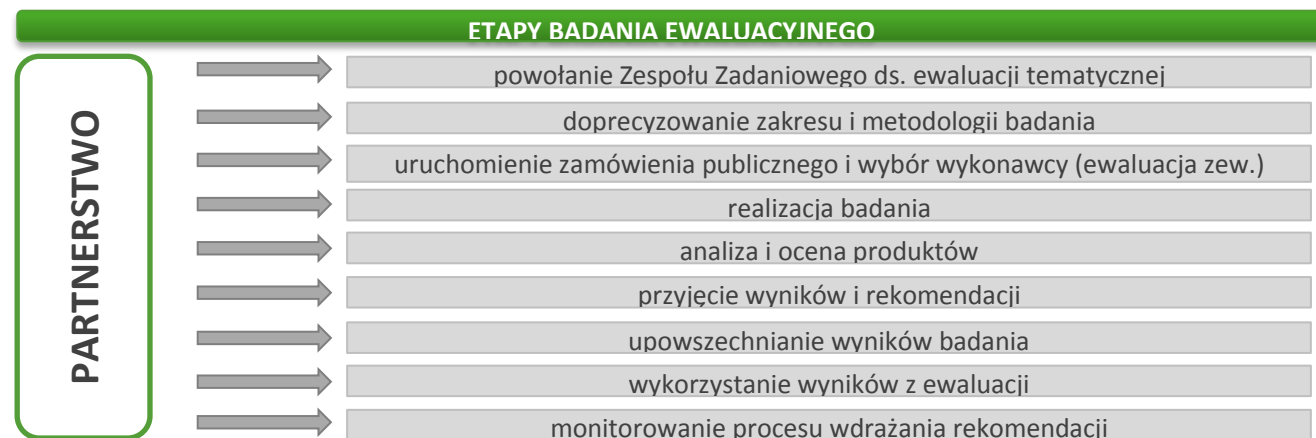 ETAPY BADANIA EWALUACYJNEGO
PARTNERSTWO
powołanie Zespołu Zadaniowego ds. ewaluacji tematycznej
doprecyzowanie zakresu i metodologii badania
uruchomienie zamówienia publicznego i wybór wykonawcy (ewaluacja zew.)
realizacja badania
analiza i ocena produktów
przyjęcie wyników i rekomendacji
upowszechnianie wyników badania
wykorzystanie wyników z ewaluacji
monitorowanie procesu wdrażania rekomendacji